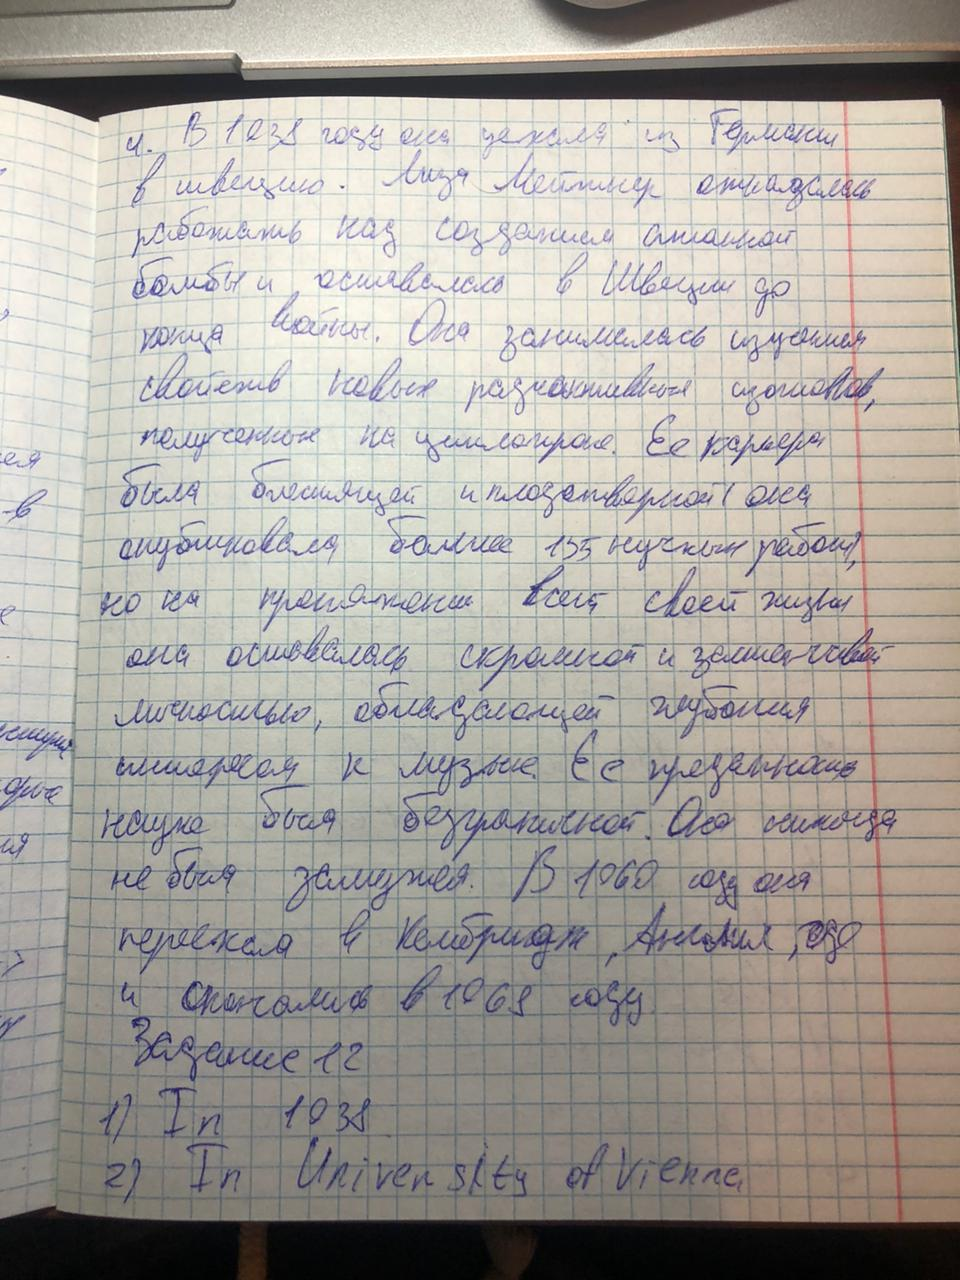 4. В 1938 году она уехала из Германии
в швецию. Лиза Мейтнер отказалась
работать над созданием атомной
бомбы и оставалась в Швеции до
конца войны. Она занималась изучением
свойств новых радиоактивных изотопов,
полученных на циклотроне. Ее карьера
была блестящей и плодотворной (она
опубликовала более 135 научных работ),
но на протяжении всей своей жизни
она оставалась скромной и застенчивой
личностью, обладающей глубокия
интересом к музыке. Ее преданность
науке была безграничной. Она никогда
не была замужем. В 1960 году она
переехала в Кембридж, Англия, где
и скончалась в 1968 году
Задание 12
1) In 1938
2) In University of Vienna
ея
в
е
ия